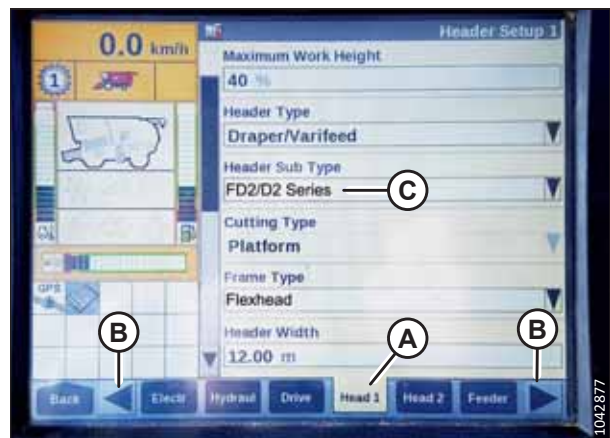 0.0 km/h
Header Setup 1
Maximum Work Height
40 %
1
Header Type
Draper/Varifeed
Header Sub Type
FD2/D2 Series
C
Cutting Type
Platform
Frame Type
Flexhead
GPS
Header Width
B
A
B
12.00 m
Back
Electr
Hydraul
Drive
Head 1
Head 2
Feeder
1042877